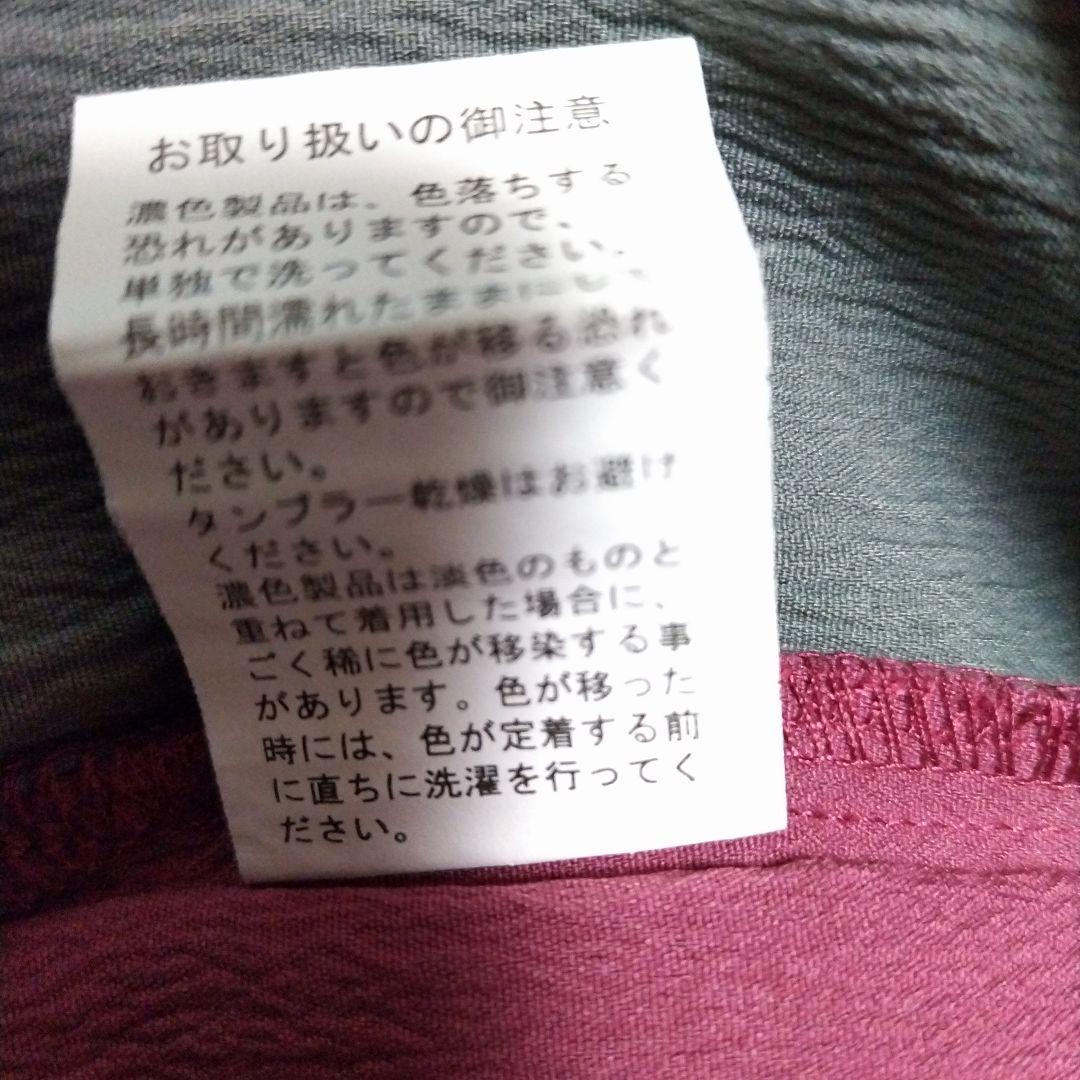 お取り扱いの御注意
濃色製品は、色落ちする
恐れがありますので、
単独で洗ってください、
長時間濡れたままにして
おきますと色が移る恐れ
がありますので御注意く
ださい。
タンブラー乾燥はお避け
ください。
濃色製品は淡色のものと
重ねて着用した場合に、
ごく稀に色が移染する事
があります。色が移った
時には、色が定着する前
に直ちに洗濯を行ってく
ださい。